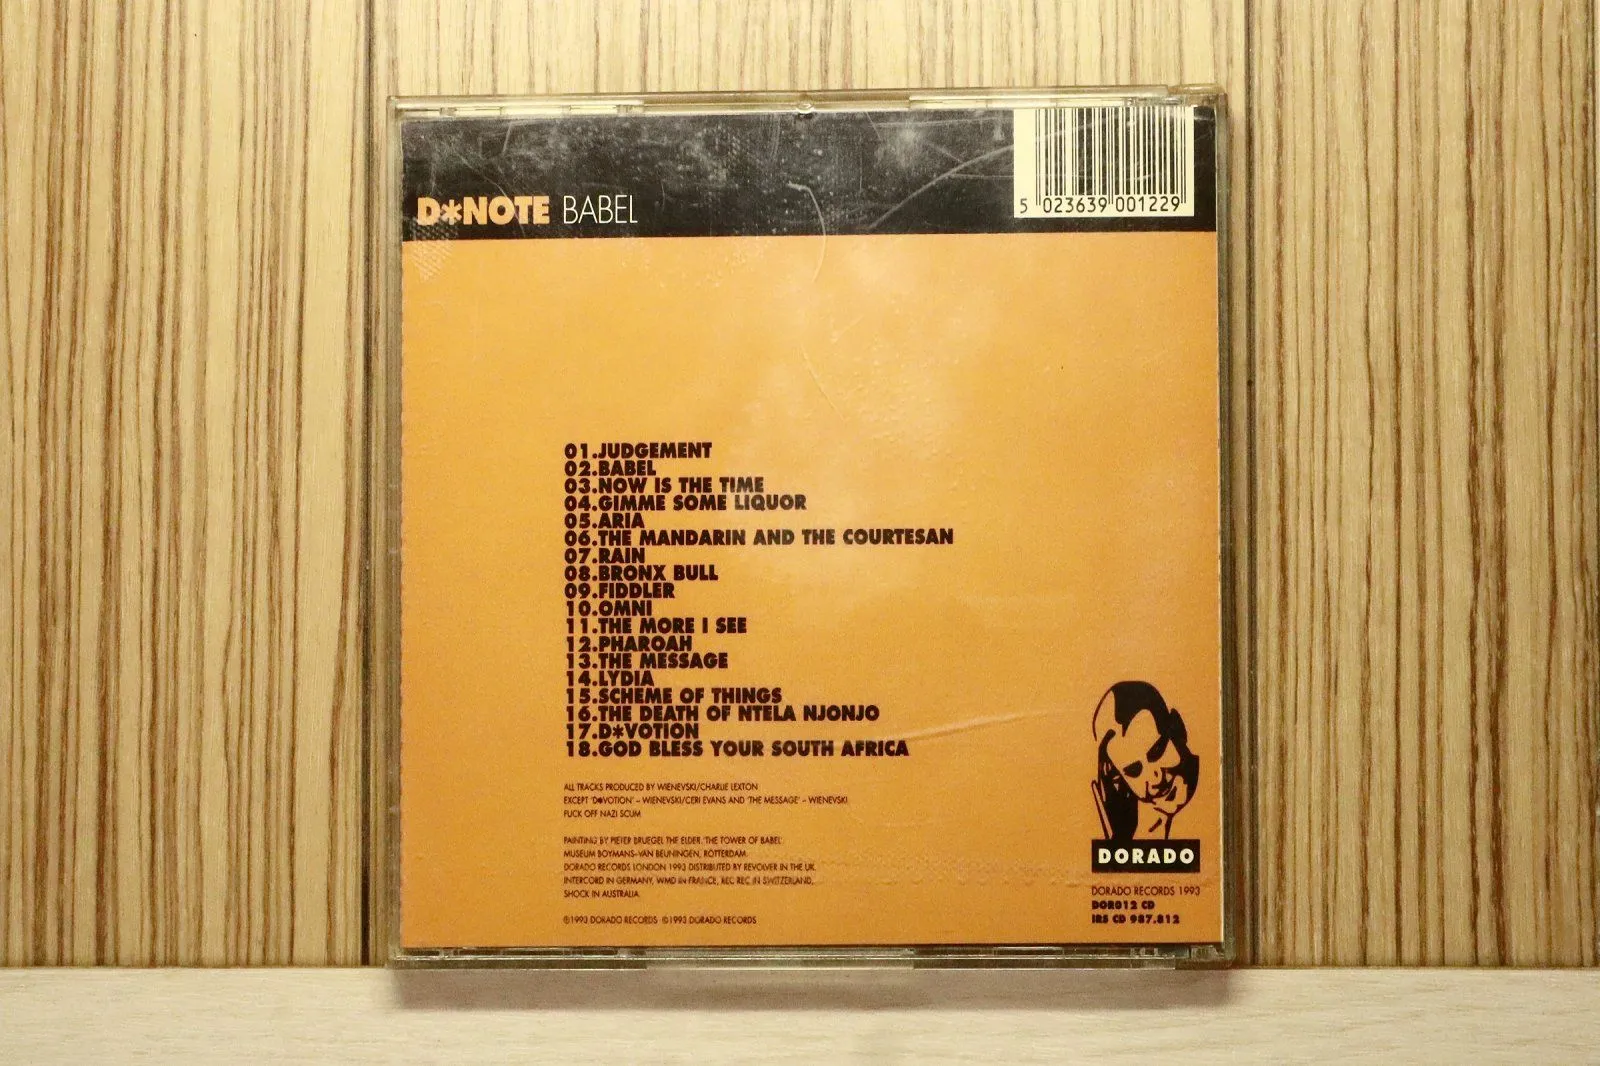 D*NOTE BABEL
5 023639 001229
01.JUDGEMENT
02.BABEL
03.NOW IS THE TIME
04.GIMME SOME LIQUOR
05.ARIA
06.THE MANDARIN AND THE COURTESAN
07.RAIN
08.BRONX BULL
09.FIDDLER
10.OMNI
11.THE MORE I SEE
12.PHAROAH
13.THE MESSAGE
14.LYDIA
15.SCHEME OF THINGS
16.THE DEATH OF NTELA NJONJO
17.D*VOTION
18.GOD BLESS YOUR SOUTH AFRICA
ALL TRACKS PRODUCED BY WIENEVSKI/CHARLIE LEXTON
EXCEPT 'D*VOTION' – WIENEVSKI/CERI EVANS AND 'THE MESSAGE' – WIENEVSKI
FUCK OFF NAZI SCUM
PAINTING BY PIETER BRUEGEL THE ELDER. 'THE TOWER OF BABEL'
MUSEUM BOYMANS-VAN BEUNINGEN, ROTTERDAM.
DORADO RECORDS LONDON 1993 DISTRIBUTED BY REVOLVER IN THE UK.
INTERCORD IN GERMANY, WMD IN FRANCE, REC REC IN SWITZERLAND,
SHOCK IN AUSTRALIA.
℗1993 DORADO RECORDS ©1993 DORADO RECORDS
DORADO
DORADO RECORDS 1993
DOR012 CD
IRS CD 987.812